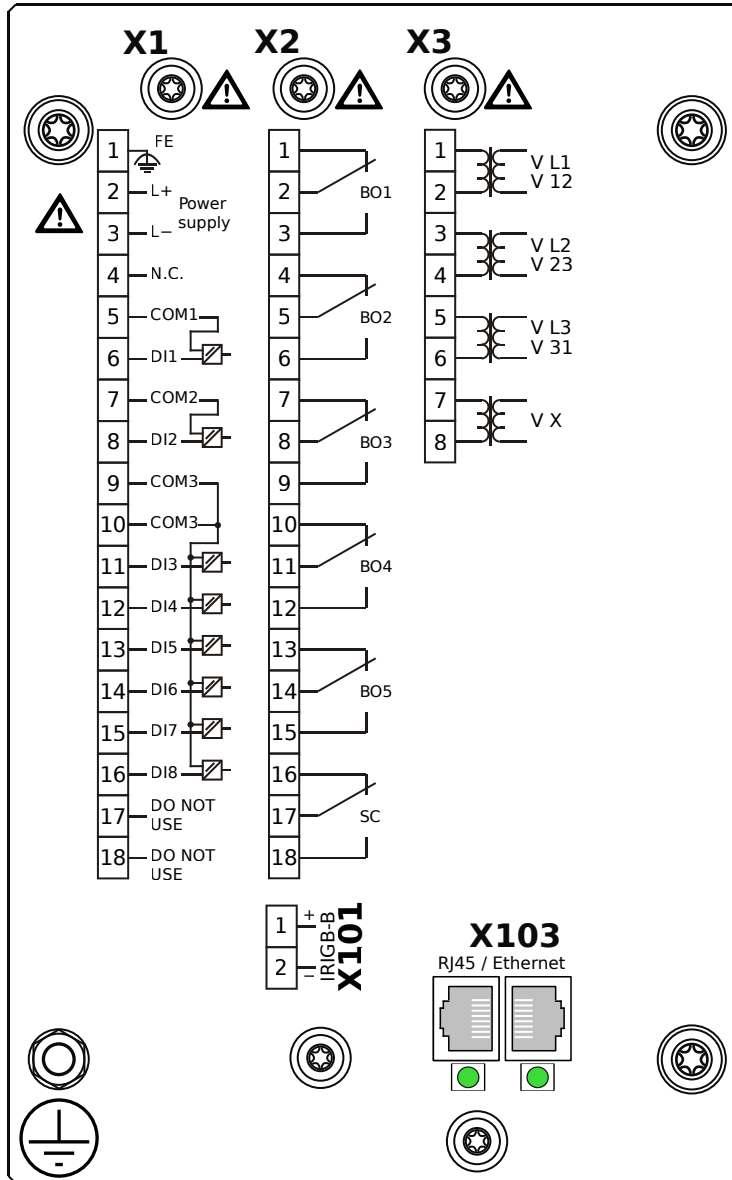 X1 X2 X3
1 FE
2 L+ Power supply
3 L−
4 N.C.
5 COM1
6 DI1
7 COM2
8 DI2
9 COM3
10 COM3
11 DI3
12 DI4
13 DI5
14 DI6
15 DI7
16 DI8
17 DO NOT USE
18 DO NOT USE
1
2 BO1
3
4
5 BO2
6
7
8 BO3
9
10
11 BO4
12
13
14 BO5
15
16
17 SC
18
1 V L1
2 V 12
3 V L2
4 V 23
5 V L3
6 V 31
7 V X
8
1 +
2 −
IRIGB-B
X101
X103
RJ45 / Ethernet